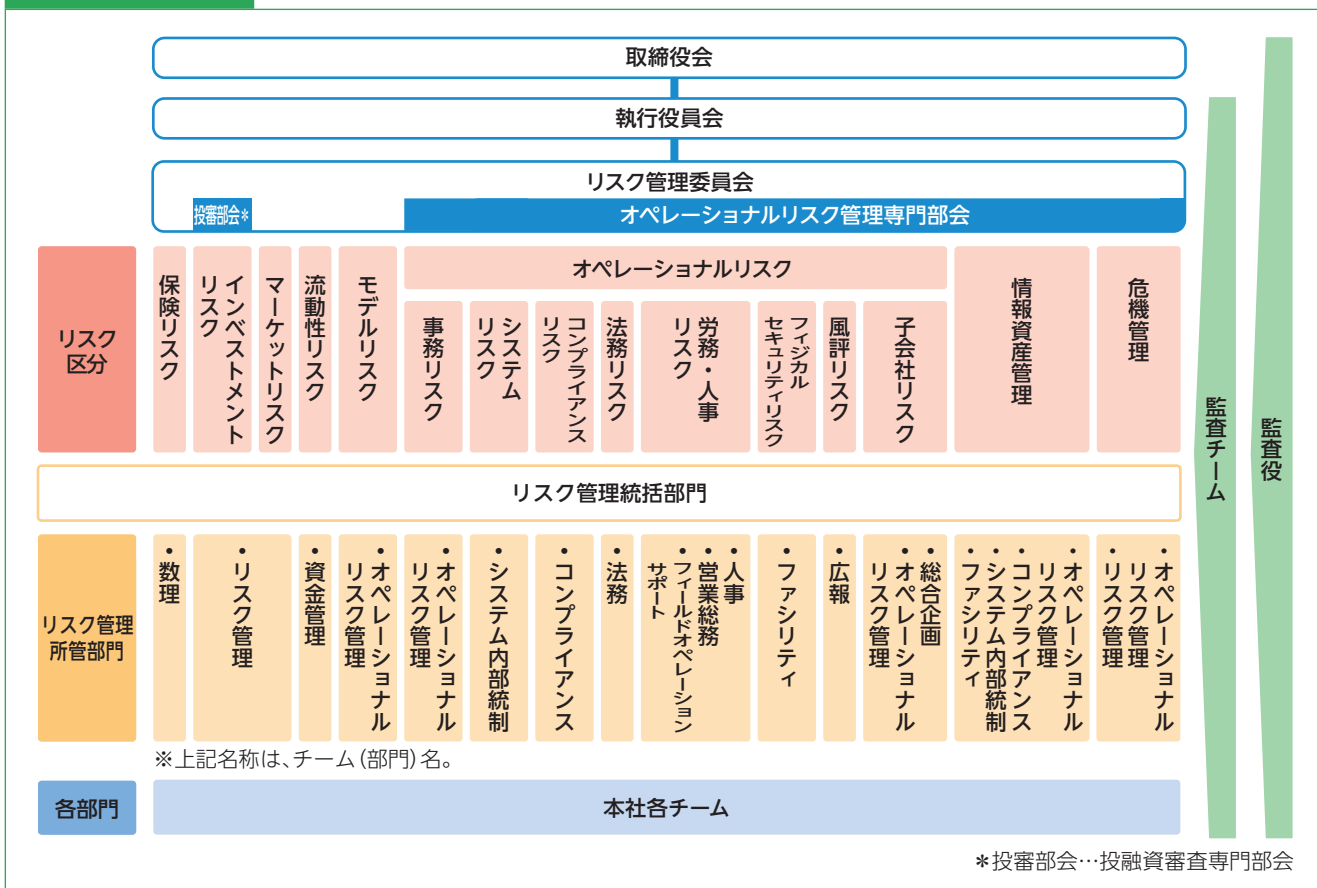 取締役会
執行役員会
リスク管理委員会
投審部会*
オペレーショナルリスク管理専門部会
リスク
区分
保険リスク
インベストメント
リスク
マーケットリスク
流動性リスク
モデルリスク
オペレーショナルリスク
事務リスク
システム
リスク
コンプライアンス
リスク
法務リスク
労務・人事
リスク
フィジカル
セキュリティリスク
風評リスク
子会社リスク
情報資産管理
危機管理
リスク管理統括部門
リスク管理
所管部門
・数理
・リスク管理
・資金管理
・オペレーショナル
リスク管理
・オペレーショナル
リスク管理
・システム内部統制
・コンプライアンス
・法務
・人事
・営業総務
・フィールドオペレーション
サポート
・ファシリティ
・広報
・総合企画
・オペレーショナル
リスク管理
・オペレーショナル
リスク管理
・コンプライアンス
・システム内部統制
・ファシリティ
・オペレーショナル
リスク管理
・リスク管理
※上記名称は、チーム(部門)名。
各部門
本社各チーム
監査チーム
監査役
*投審部会…投融資審査専門部会